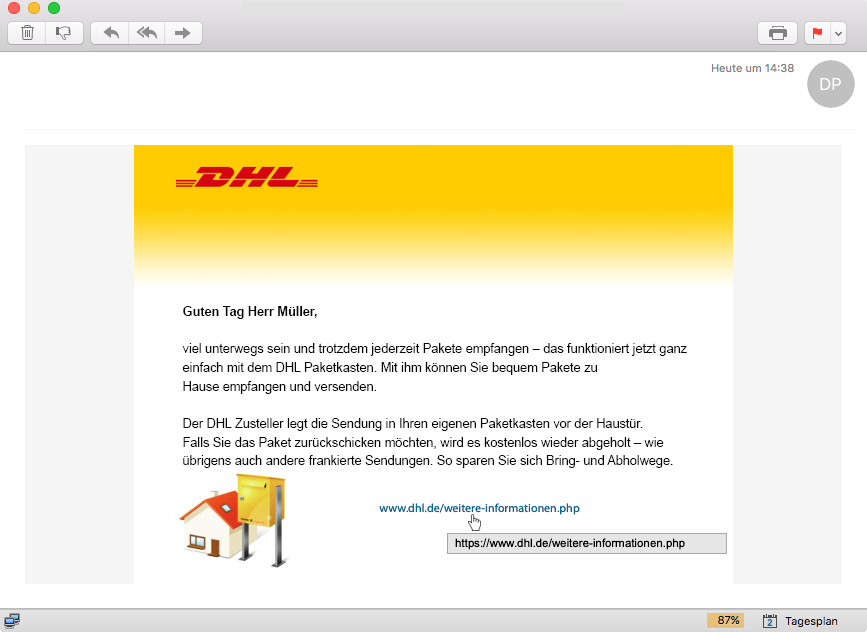 Heute um 14:38
DP
DHL
Guten Tag Herr Müller,
viel unterwegs sein und trotzdem jederzeit Pakete empfangen – das funktioniert jetzt ganz
einfach mit dem DHL Paketkasten. Mit ihm können Sie bequem Pakete zu
Hause empfangen und versenden.
Der DHL Zusteller legt die Sendung in Ihren eigenen Paketkasten vor der Haustür.
Falls Sie das Paket zurückschicken möchten, wird es kostenlos wieder abgeholt – wie
übrigens auch andere frankierte Sendungen. So sparen Sie sich Bring- und Abholwege.
www.dhl.de/weitere-informationen.php
https://www.dhl.de/weitere-informationen.php
87%
2
Tagesplan